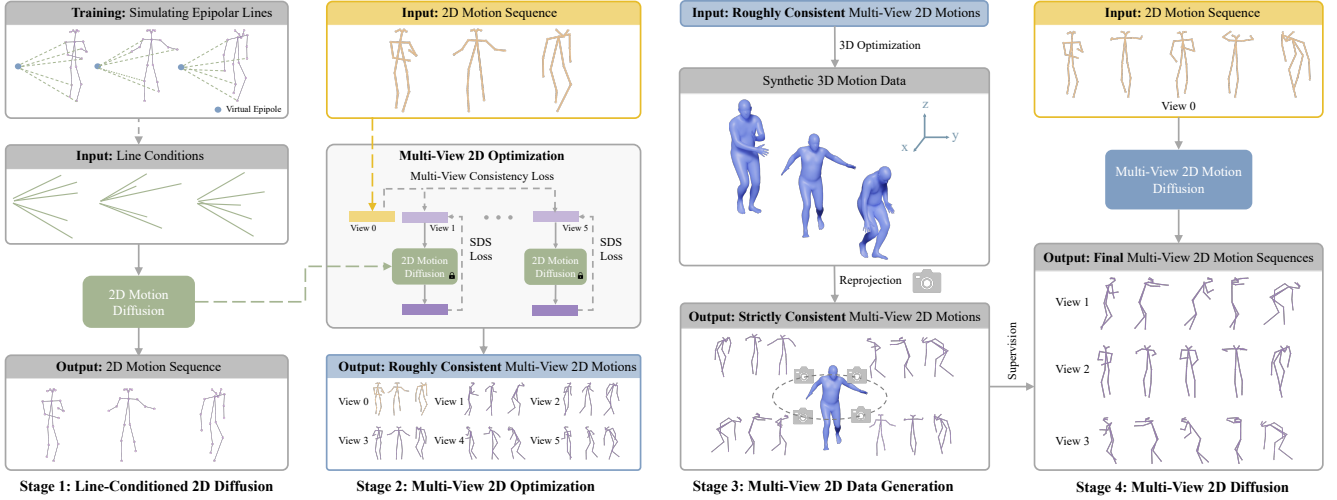 Training: Simulating Epipolar Lines
Virtual Epipole
Input: Line Conditions
2D Motion
Diffusion
Output: 2D Motion Sequence
Stage 1: Line-Conditioned 2D Diffusion
Input: 2D Motion Sequence
Multi-View 2D Optimization
Multi-View Consistency Loss
View 0
View 1
View 5
2D Motion
Diffusion
SDS
Loss
2D Motion
Diffusion
SDS
Loss
Output: Roughly Consistent Multi-View 2D Motions
View 0
View 1
View 2
View 3
View 4
View 5
Stage 2: Multi-View 2D Optimization
Input: Roughly Consistent Multi-View 2D Motions
3D Optimization
Synthetic 3D Motion Data
z
y
x
Reprojection
Output: Strictly Consistent Multi-View 2D Motions
Stage 3: Multi-View 2D Data Generation
Supervision
Input: 2D Motion Sequence
View 0
Multi-View 2D Motion
Diffusion
Output: Final Multi-View 2D Motion Sequences
View 1
View 2
View 3
Stage 4: Multi-View 2D Diffusion